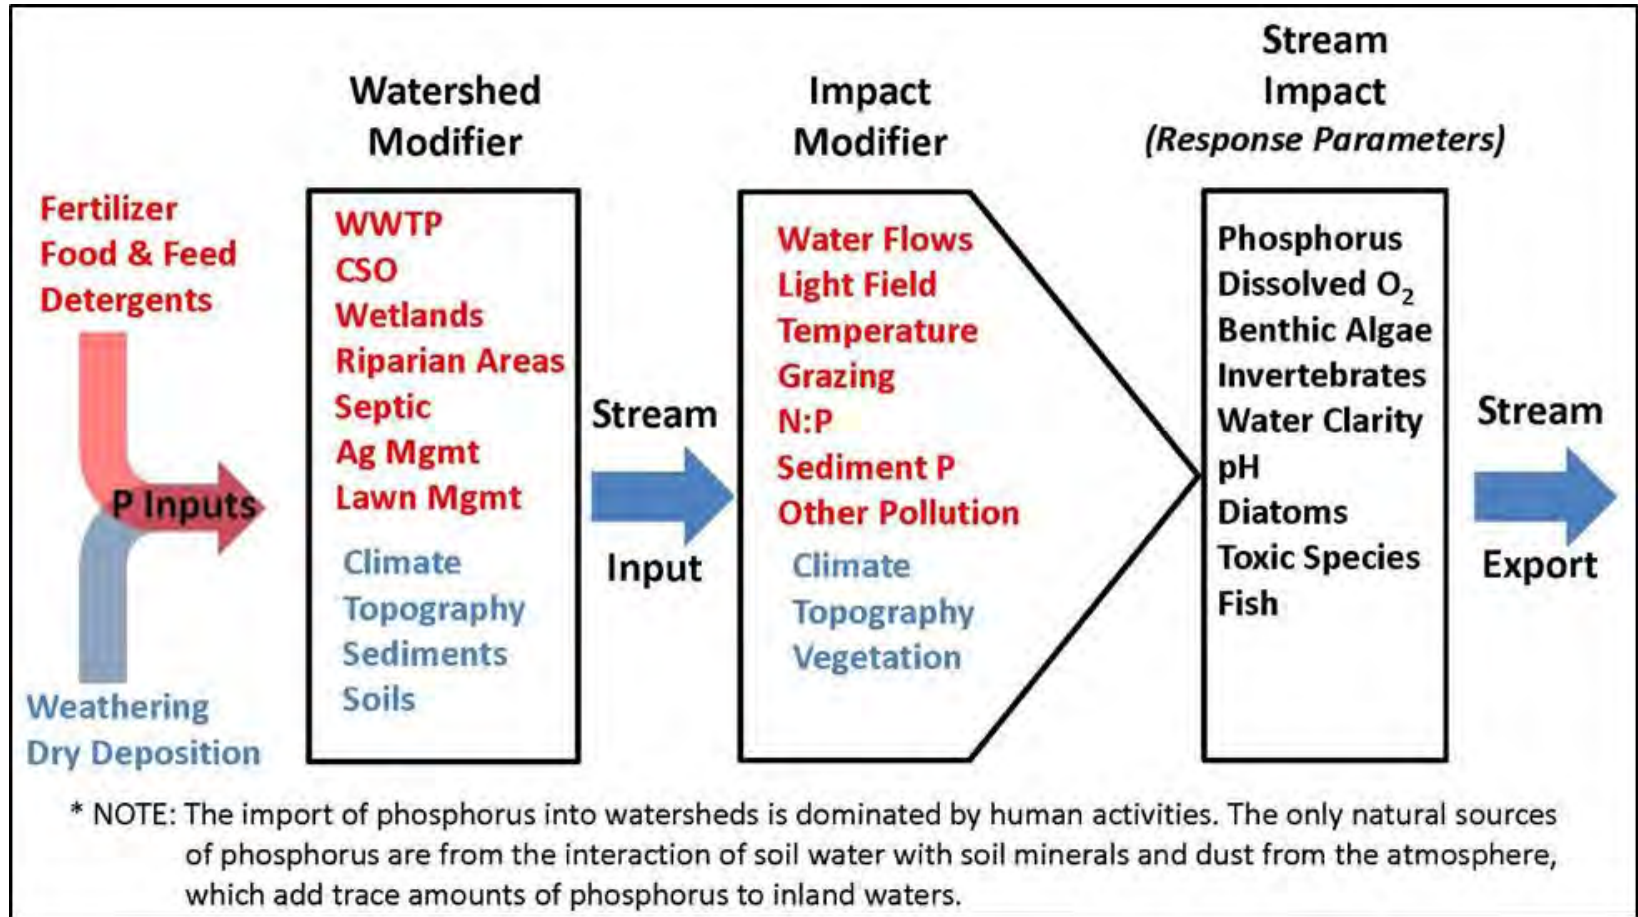 Fertilizer
Food & Feed
Detergents
P Inputs
Weathering
Dry Deposition
Watershed
Modifier
WWTP
CSO
Wetlands
Riparian Areas
Septic
Ag Mgmt
Lawn Mgmt
Climate
Topography
Sediments
Soils
Stream
Input
Impact
Modifier
Water Flows
Light Field
Temperature
Grazing
N:P
Sediment P
Other Pollution
Climate
Topography
Vegetation
Stream
Impact
(Response Parameters)
Phosphorus
Dissolved O₂
Benthic Algae
Invertebrates
Water Clarity
pH
Diatoms
Toxic Species
Fish
Stream
Export
* NOTE: The import of phosphorus into watersheds is dominated by human activities. The only natural sources
of phosphorus are from the interaction of soil water with soil minerals and dust from the atmosphere,
which add trace amounts of phosphorus to inland waters.